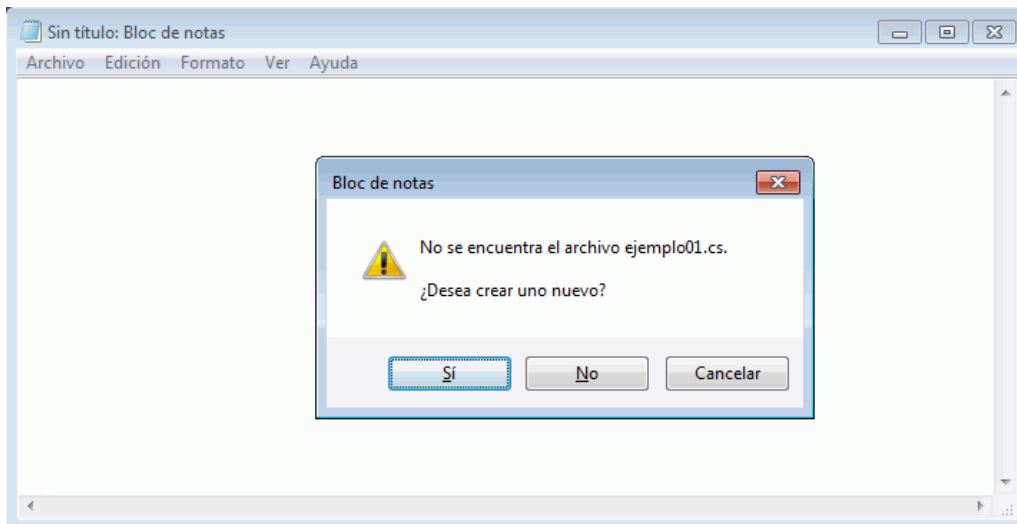 Sin título: Bloc de notas
Archivo Edición Formato Ver Ayuda
Bloc de notas
No se encuentra el archivo ejemplo01.cs.
¿Desea crear uno nuevo?
Sí No Cancelar